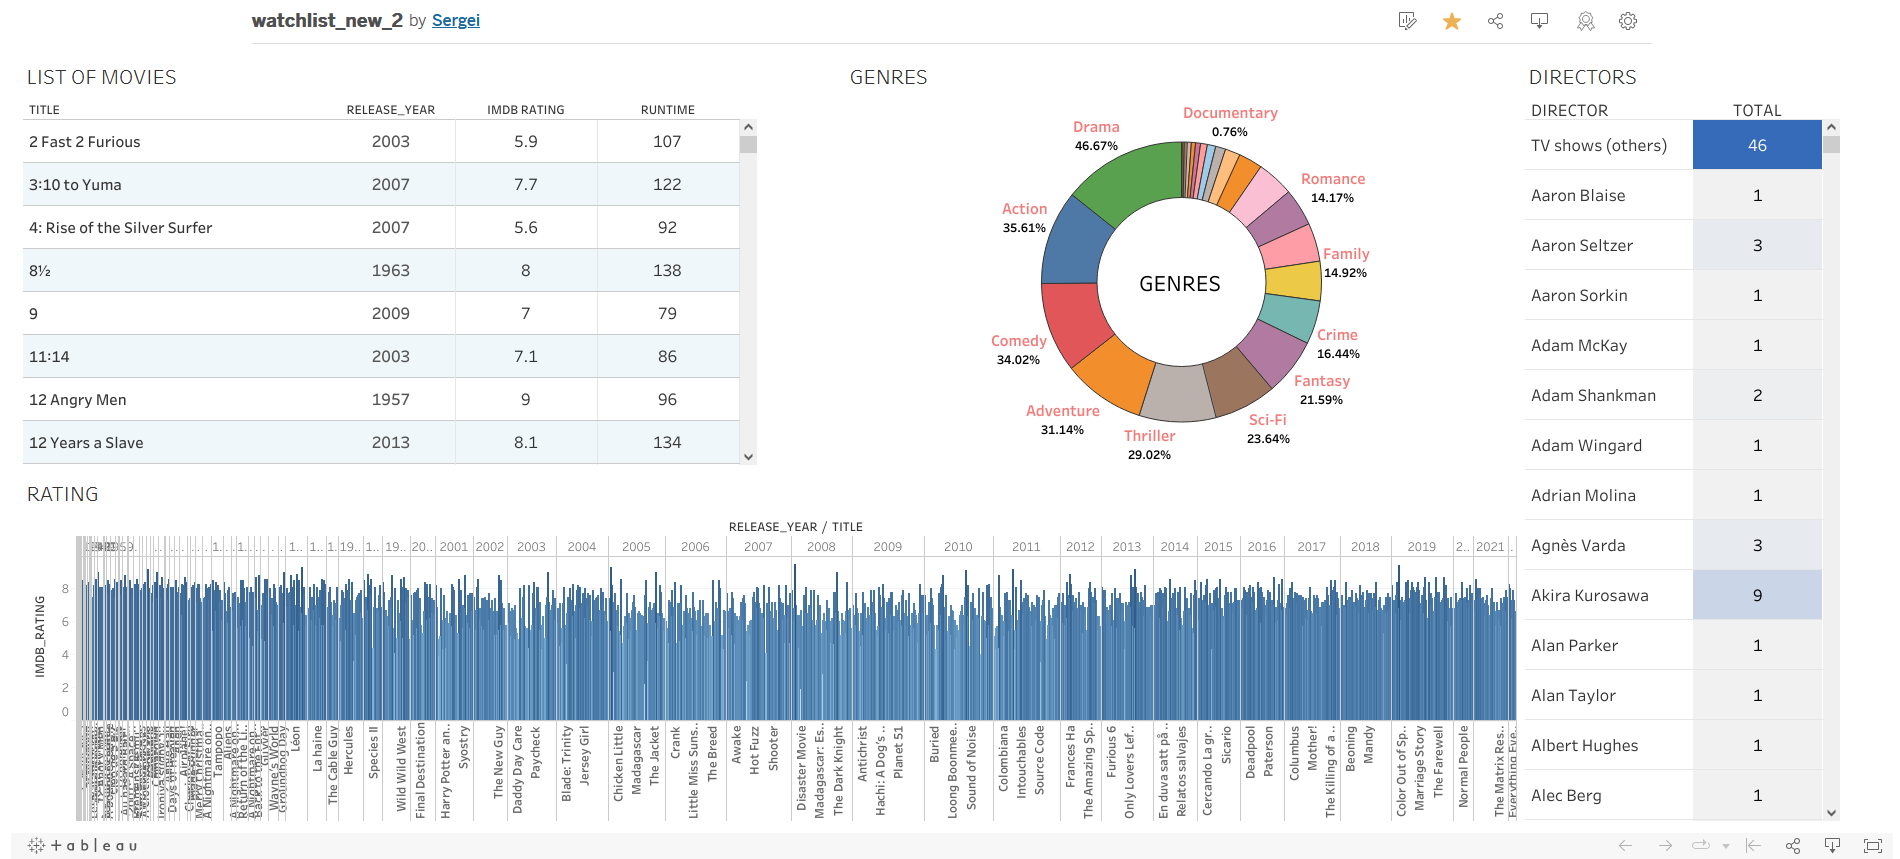 watchlist_new_2 by Sergei
LIST OF MOVIES
TITLE RELEASE_YEAR IMDB RATING RUNTIME
2 Fast 2 Furious 2003 5.9 107
3:10 to Yuma 2007 7.7 122
4: Rise of the Silver Surfer 2007 5.6 92
8½ 1963 8 138
9 2009 7 79
11:14 2003 7.1 86
12 Angry Men 1957 9 96
12 Years a Slave 2013 8.1 134
GENRES
Documentary
0.76%
Drama
46.67%
Romance
14.17%
Action
35.61%
Family
14.92%
GENRES
Crime
16.44%
Comedy
34.02%
Fantasy
21.59%
Adventure
31.14%
Sci-Fi
23.64%
Thriller
29.02%
DIRECTORS
DIRECTOR TOTAL
TV shows (others) 46
Aaron Blaise 1
Aaron Seltzer 3
Aaron Sorkin 1
Adam McKay 1
Adam Shankman 2
Adam Wingard 1
Adrian Molina 1
Agnès Varda 3
Akira Kurosawa 9
Alan Parker 1
Alan Taylor 1
Albert Hughes 1
Alec Berg 1
RATING
RELEASE_YEAR / TITLE
1.. 1.. 1.. 19.. 1.. 19.. 20.. 2001 2002 2003 2004 2005 2006 2007 2008 2009 2010 2011 2012 2013 2014 2015 2016 2017 2018 2019 2.. 2021
IMDB_RATING
8
6
4
2
0
Tampopo
Aliens
Wayne's World
Groundhog Day
Léon
La haine
The Cable Guy
Hercules
Species II
Wild Wild West
Final Destination
Harry Potter an..
Spystry
The New Guy
Daddy Day Care
Paycheck
Blade: Trinity
Jersey Girl
Chicken Little
Madagascar
The Jacket
Crank
Little Miss Suns..
The Breed
Awake
Hot Fuzz
Shooter
Disaster Movie
Madagascar: Es..
The Dark Knight
Antichrist
Hachi: A Dog's ..
Planet 51
Buried
Loong Boonmee..
Sound of Noise
Colombiana
Intouchables
Source Code
Frances Ha
The Amazing Sp..
Furious 6
Only Lovers Lef..
En duva satt på..
Relatos salvajes
Cercando La gr..
Sicario
Deadpool
Paterson
Columbus
Mother!
The Killing of a ..
Beoning
Mandy
Color Out of Sp..
Marriage Story
The Farewell
Normal People
The Matrix Res..
Everything Eve..
+ableau